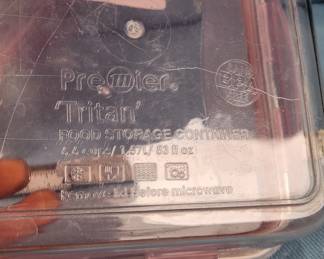 Premier®
'Tritan'
FOOD STORAGE CONTAINER
/ 1.57L / 53 fl oz
Remove lid before microwave